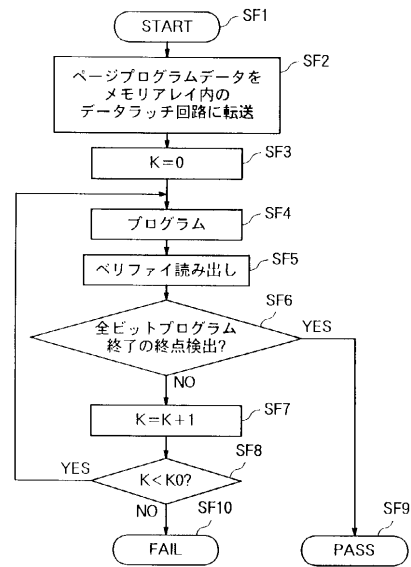 START
SF1
ページプログラムデータを
メモリアレイ内の
データラッチ回路に転送
SF2
K=0
SF3
プログラム
SF4
ベリファイ読み出し
SF5
全ビットプログラム
終了の終点検出?
SF6
YES
NO
K=K+1
SF7
K<K0?
SF8
YES
NO
FAIL
SF10
PASS
SF9